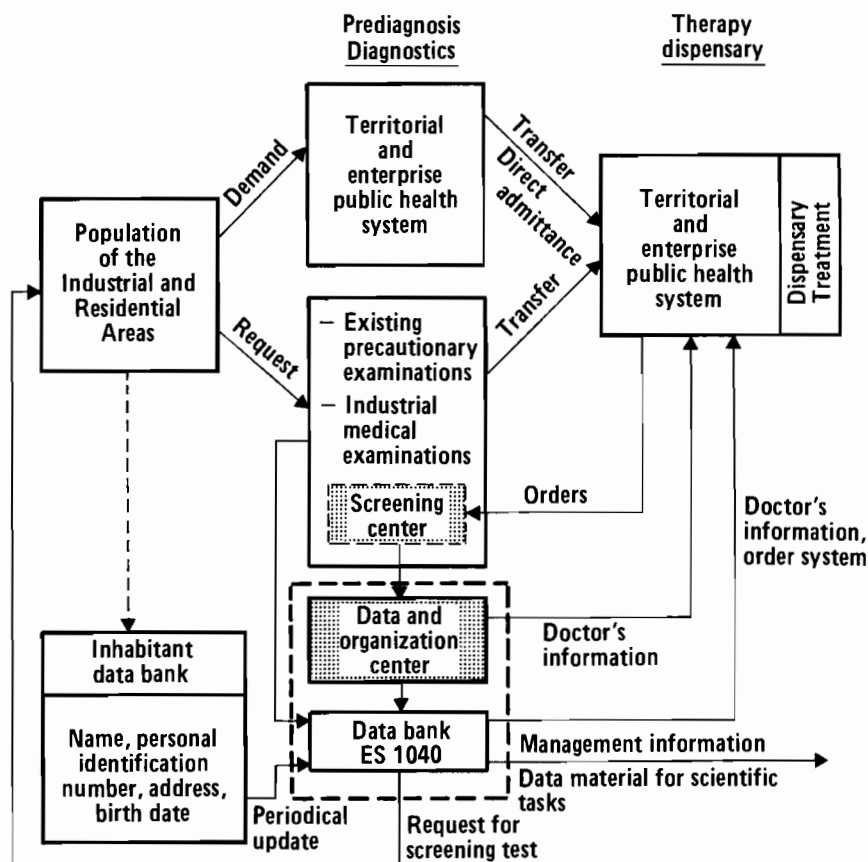 Prediagnosis
Diagnostics
Therapy
dispensary
Territorial
and
enterprise
public health
system
Demand
Transfer
Direct
admittance
Transfer
Population
of the
Industrial and
Residential
Areas
Territorial
and
enterprise
public health
system
Dispensary
Treatment
Request
– Existing
precautionary
examinations
– Industrial
medical
examinations
Screening
center
Orders
Doctor's
information,
order system
Data and
organization
center
Doctor's
information
Inhabitant
data bank
Name, personal
identification
number, address,
birth date
Data bank
ES 1040
Management information
Data material for scientific
tasks
Periodical
update
Request for
screening test